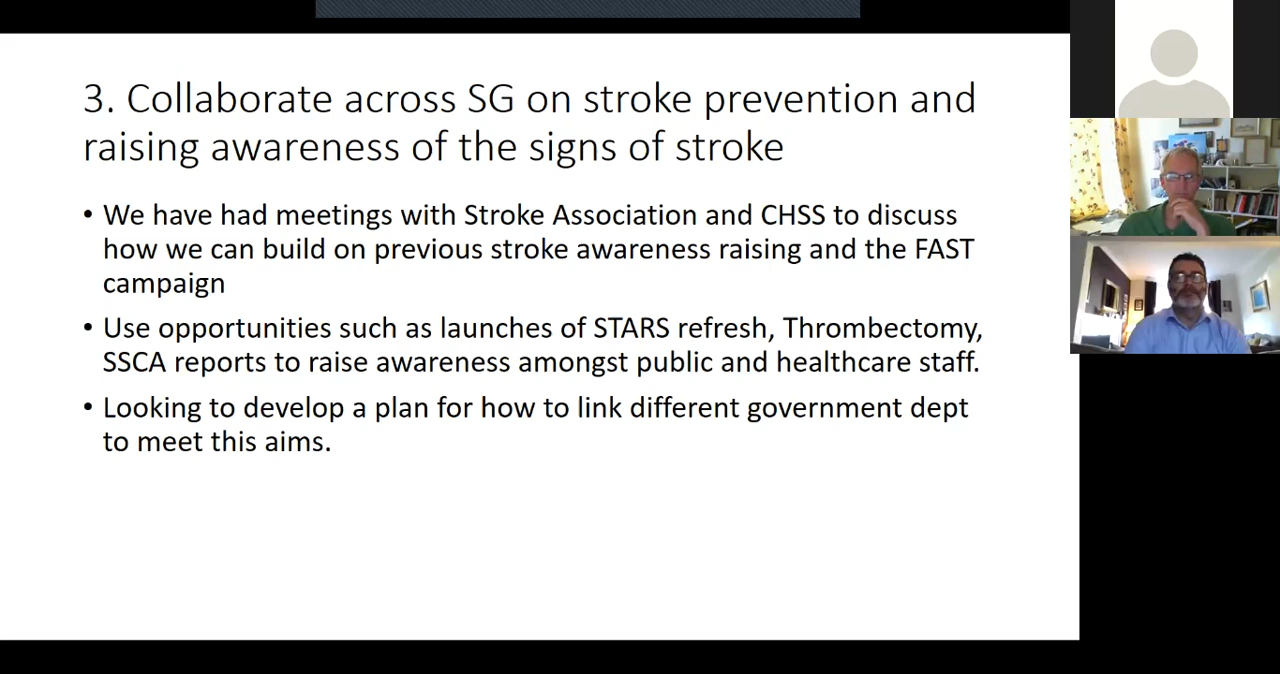 3. Collaborate across SG on stroke prevention and
raising awareness of the signs of stroke
• We have had meetings with Stroke Association and CHSS to discuss
how we can build on previous stroke awareness raising and the FAST
campaign
• Use opportunities such as launches of STARS refresh, Thrombectomy,
SSCA reports to raise awareness amongst public and healthcare staff.
• Looking to develop a plan for how to link different government dept
to meet this aims.